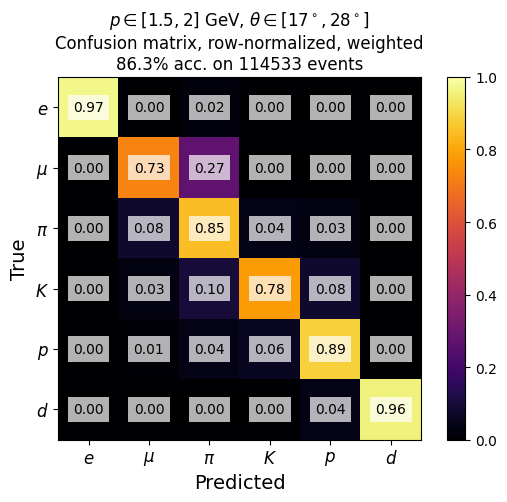 p ∈ [1.5, 2] GeV, θ ∈ [17°, 28°]
Confusion matrix, row-normalized, weighted
86.3% acc. on 114533 events
True
e 0.97 0.00 0.02 0.00 0.00 0.00
μ 0.00 0.73 0.27 0.00 0.00 0.00
π 0.00 0.08 0.85 0.04 0.03 0.00
K 0.00 0.03 0.10 0.78 0.08 0.00
p 0.00 0.01 0.04 0.06 0.89 0.00
d 0.00 0.00 0.00 0.00 0.04 0.96
e μ π K p d
Predicted
1.0
0.8
0.6
0.4
0.2
0.0